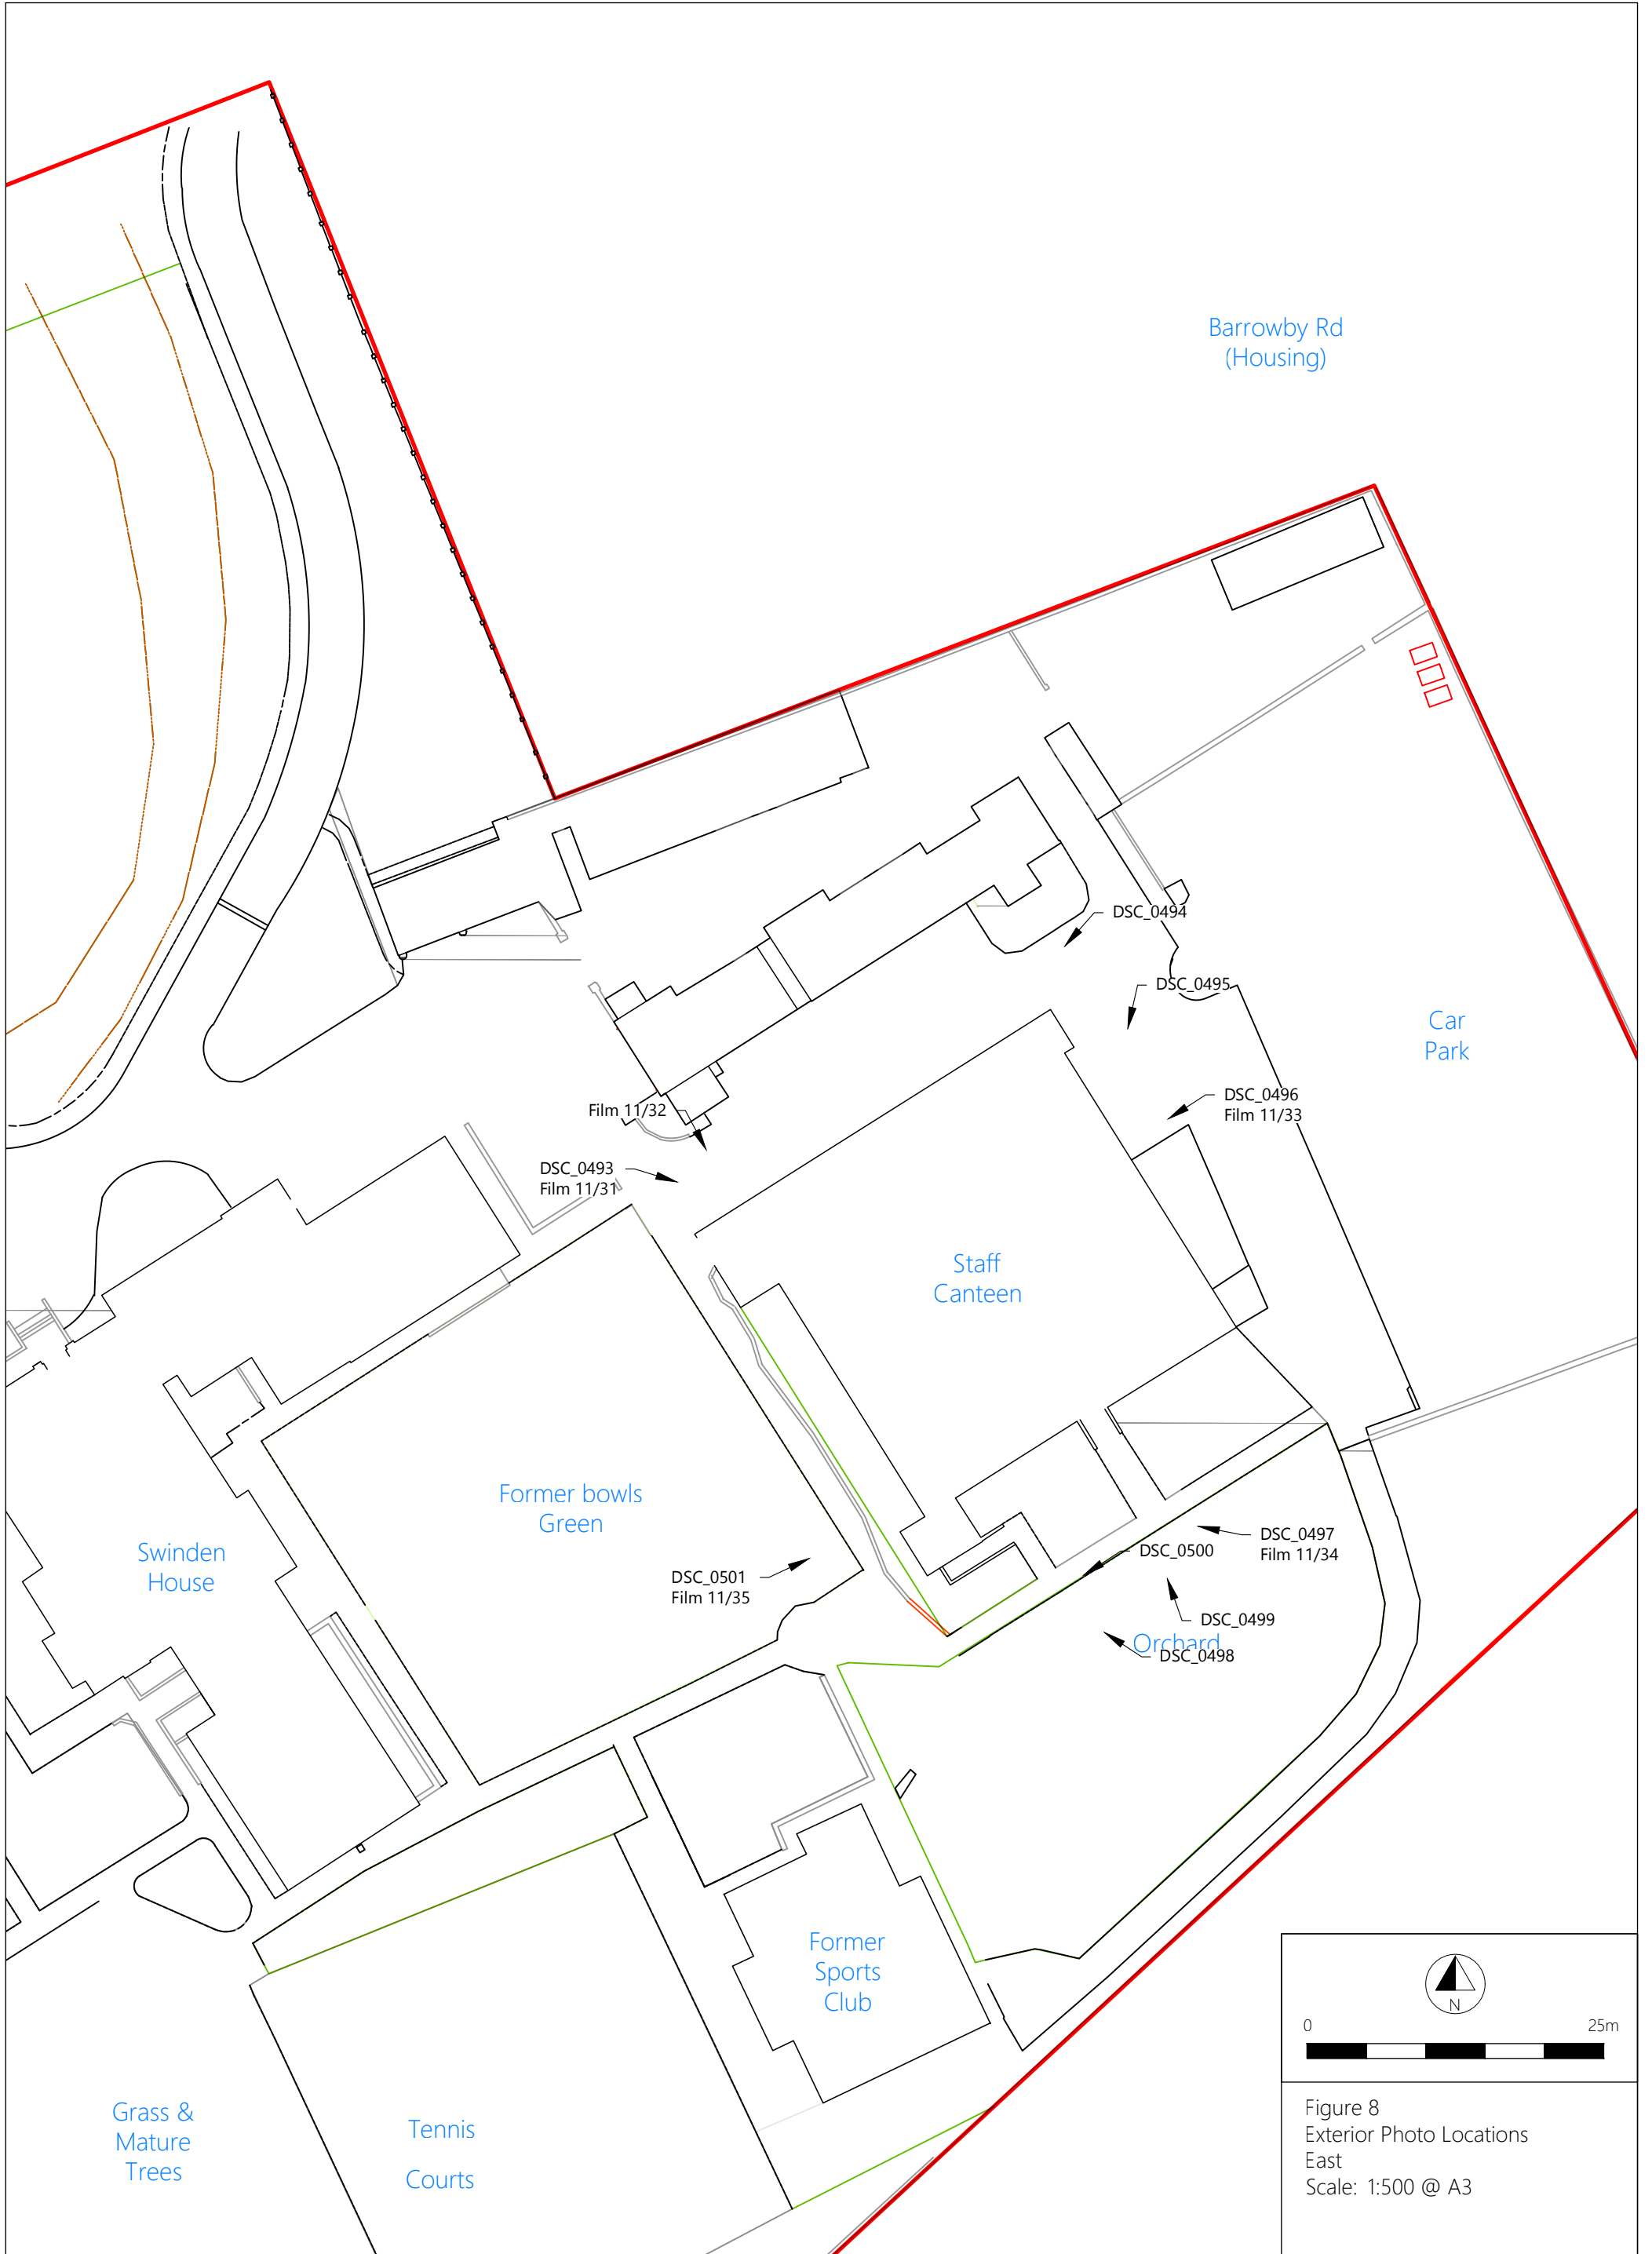 Barrowby Rd
(Housing)
DSC_0494
DSC_0495
Car
Park
DSC_0496
Film 11/33
Film 11/32
DSC_0493
Film 11/31
Staff
Canteen
Former bowls
Green
Swinden
House
DSC_0497
Film 11/34
DSC_0500
DSC_0501
Film 11/35
DSC_0499
Orchard
DSC_0498
Former
Sports
Club
Grass &
Mature
Trees
Tennis
Courts
N
0 25m
Figure 8
Exterior Photo Locations
East
Scale: 1:500 @ A3